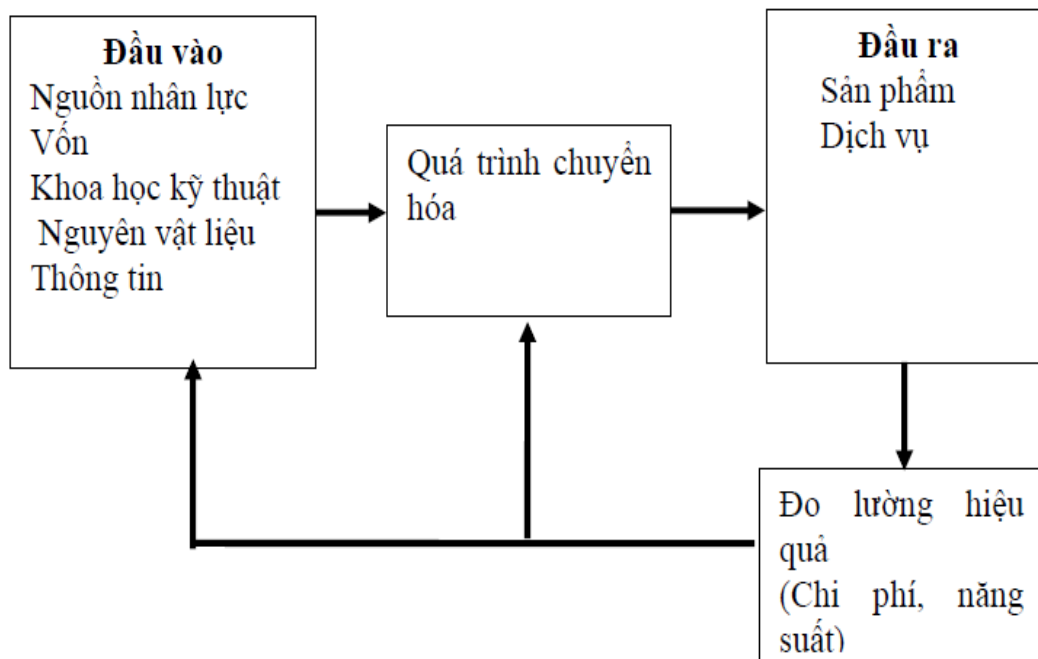 Đầu vào
Nguồn nhân lực
Vốn
Khoa học kỹ thuật
Nguyên vật liệu
Thông tin
Quá trình chuyển
hóa
Đầu ra
Sản phẩm
Dịch vụ
Đo lường hiệu
quả
(Chi phí, năng
suất)